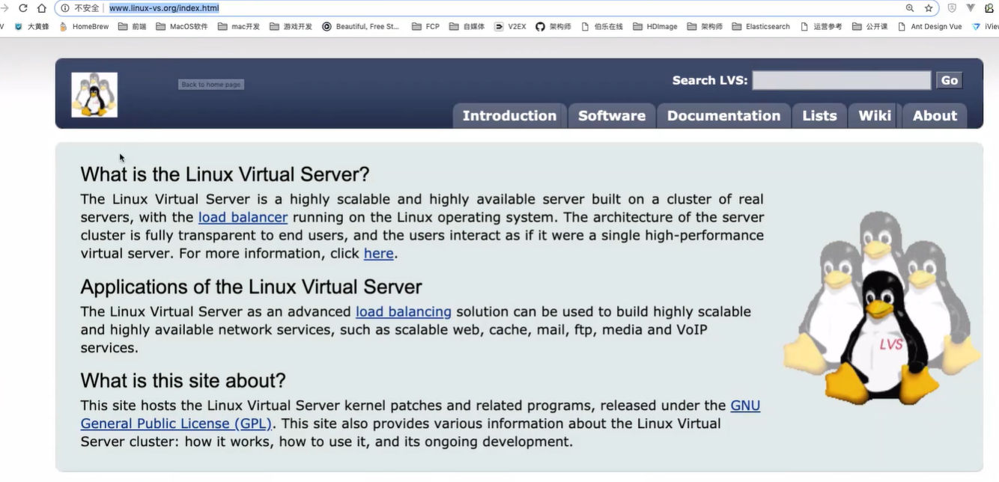 不安全 | www.linux-vs.org/index.html
V 大黄蜂 HomeBrew 前端 MacOS软件 mac开发 游戏开发 Beautiful, Free St... FCP 自媒体 V2EX 架构师 伯乐在线 HDImage 架构师 Elasticsearch 运营参考 公开课 Ant Design Vue iView
Back to home page
Search LVS: Go
Introduction Software Documentation Lists Wiki About
What is the Linux Virtual Server?
The Linux Virtual Server is a highly scalable and highly available server built on a cluster of real
servers, with the load balancer running on the Linux operating system. The architecture of the server
cluster is fully transparent to end users, and the users interact as if it were a single high-performance
virtual server. For more information, click here.
Applications of the Linux Virtual Server
The Linux Virtual Server as an advanced load balancing solution can be used to build highly scalable
and highly available network services, such as scalable web, cache, mail, ftp, media and VoIP
services.
LVS
What is this site about?
This site hosts the Linux Virtual Server kernel patches and related programs, released under the GNU
General Public License (GPL). This site also provides various information about the Linux Virtual
Server cluster: how it works, how to use it, and its ongoing development.